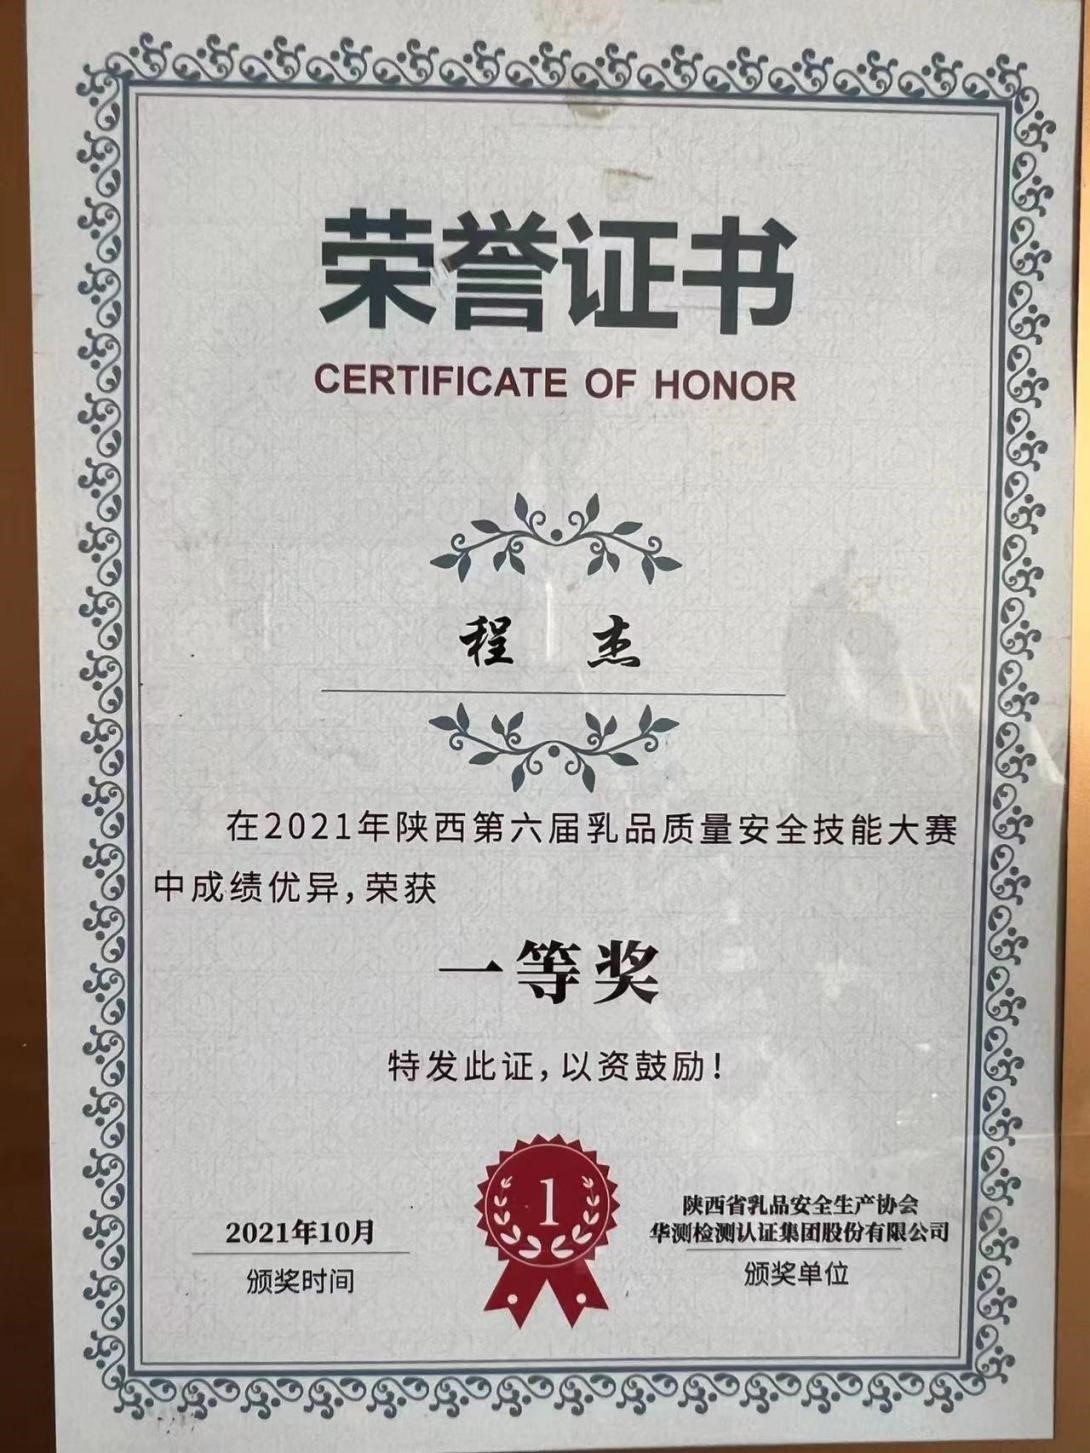 荣誉证书
CERTIFICATE OF HONOR
程 杰
在2021年陕西第六届乳品质量安全技能大赛
中成绩优异，荣获
一等奖
特发此证，以资鼓励！
1
2021年10月
颁奖时间
陕西省乳品安全生产协会
华测检测认证集团股份有限公司
颁奖单位